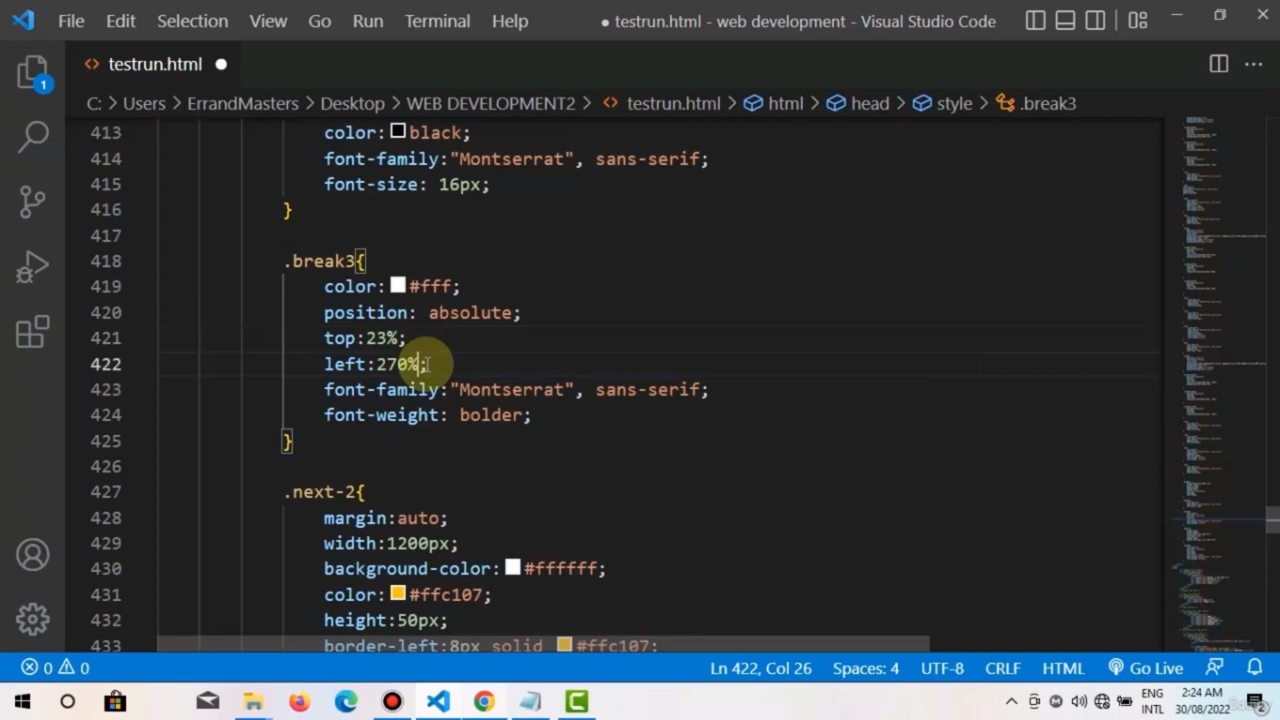 File Edit Selection View Go Run Terminal Help ● testrun.html - web development - Visual Studio Code
<> testrun.html ●
C: > Users > ErrandMasters > Desktop > WEB DEVELOPMENT2 > <> testrun.html > html > head > style > .break3
1
413 color: black;
414 font-family:"Montserrat", sans-serif;
415 font-size: 16px;
416 }
417
418 .break3{
419 color: #fff;
420 position: absolute;
421 top:23%;
422 left:270%;
423 font-family:"Montserrat", sans-serif;
424 font-weight: bolder;
425 }
426
427 .next-2{
428 margin:auto;
429 width:1200px;
430 background-color: #ffffff;
431 color: #ffc107;
432 height:50px;
433 border-left:8px solid #ffc107;
0 0 Ln 422, Col 26 Spaces: 4 UTF-8 CRLF HTML Go Live
ENG 2:24 AM
INTL 30/08/2022 2